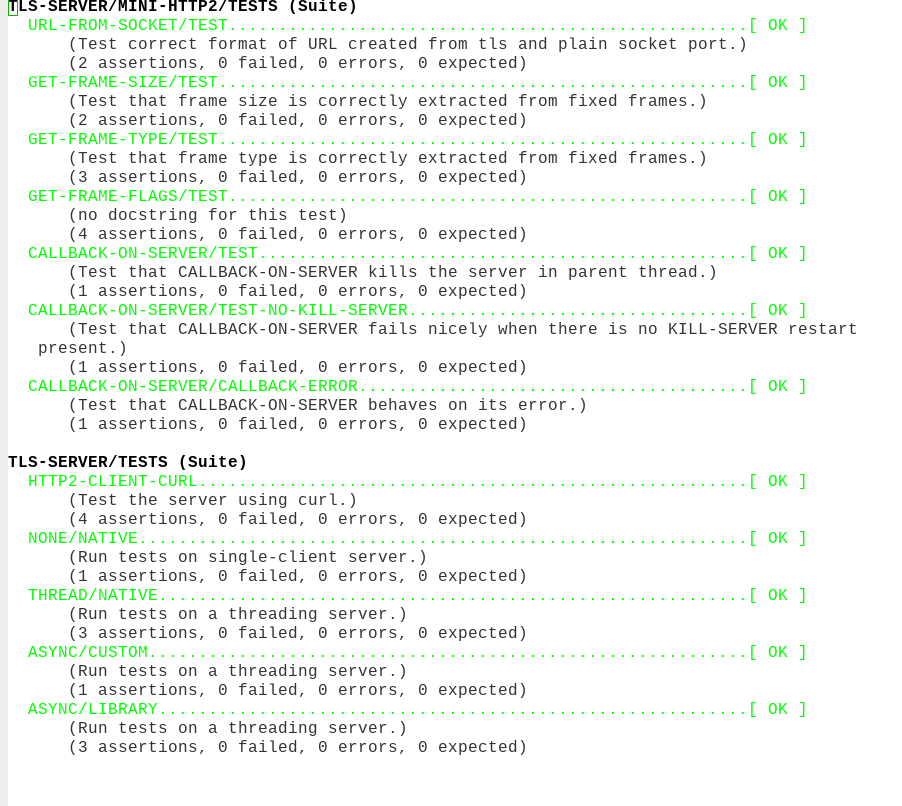 TLS-SERVER/MINI-HTTP2/TESTS (Suite)
URL-FROM-SOCKET/TEST....................................................[ OK ]
(Test correct format of URL created from tls and plain socket port.)
(2 assertions, 0 failed, 0 errors, 0 expected)
GET-FRAME-SIZE/TEST.....................................................[ OK ]
(Test that frame size is correctly extracted from fixed frames.)
(2 assertions, 0 failed, 0 errors, 0 expected)
GET-FRAME-TYPE/TEST.....................................................[ OK ]
(Test that frame type is correctly extracted from fixed frames.)
(3 assertions, 0 failed, 0 errors, 0 expected)
GET-FRAME-FLAGS/TEST....................................................[ OK ]
(no docstring for this test)
(4 assertions, 0 failed, 0 errors, 0 expected)
CALLBACK-ON-SERVER/TEST.................................................[ OK ]
(Test that CALLBACK-ON-SERVER kills the server in parent thread.)
(1 assertions, 0 failed, 0 errors, 0 expected)
CALLBACK-ON-SERVER/TEST-NO-KILL-SERVER..................................[ OK ]
(Test that CALLBACK-ON-SERVER fails nicely when there is no KILL-SERVER restart
present.)
(1 assertions, 0 failed, 0 errors, 0 expected)
CALLBACK-ON-SERVER/CALLBACK-ERROR.......................................[ OK ]
(Test that CALLBACK-ON-SERVER behaves on its error.)
(1 assertions, 0 failed, 0 errors, 0 expected)
TLS-SERVER/TESTS (Suite)
HTTP2-CLIENT-CURL.......................................................[ OK ]
(Test the server using curl.)
(4 assertions, 0 failed, 0 errors, 0 expected)
NONE/NATIVE.............................................................[ OK ]
(Run tests on single-client server.)
(1 assertions, 0 failed, 0 errors, 0 expected)
THREAD/NATIVE...........................................................[ OK ]
(Run tests on a threading server.)
(3 assertions, 0 failed, 0 errors, 0 expected)
ASYNC/CUSTOM............................................................[ OK ]
(Run tests on a threading server.)
(1 assertions, 0 failed, 0 errors, 0 expected)
ASYNC/LIBRARY...........................................................[ OK ]
(Run tests on a threading server.)
(3 assertions, 0 failed, 0 errors, 0 expected)